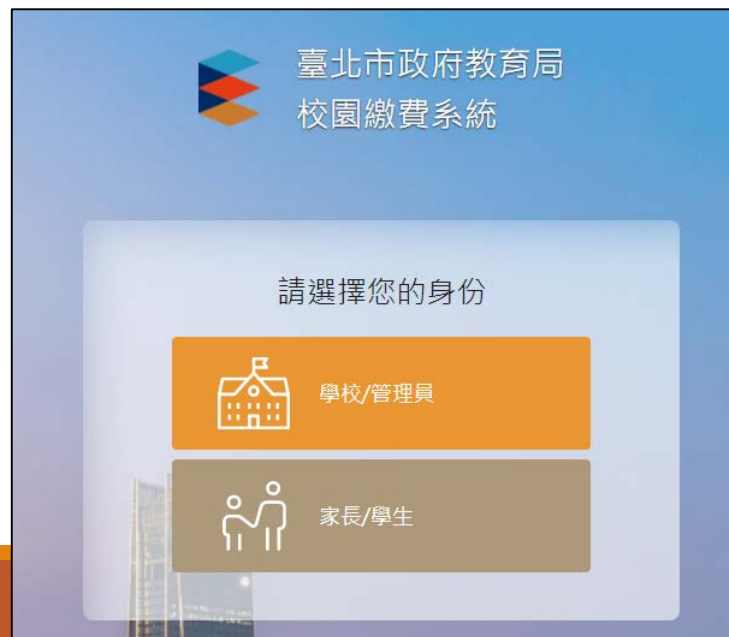 臺北市政府教育局
校園繳費系統
請選擇您的身份
學校/管理員
家長/學生